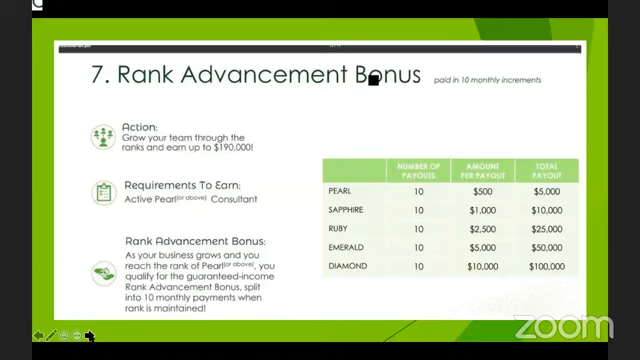 7. Rank Advancement Bonus paid in 10 monthly increments
Action:
Grow your team through the
ranks and earn up to $190,000!
Requirements To Earn:
Active Pearl(or above) Consultant
Rank Advancement Bonus:
As your business grows and you
reach the rank of Pearl(or above), you
qualify for the guaranteed-income
Rank Advancement Bonus, split
into 10 monthly payments when
rank is maintained!
NUMBER OF PAYOUTS AMOUNT PER PAYOUT TOTAL PAYOUT
PEARL 10 $500 $5,000
SAPPHIRE 10 $1,000 $10,000
RUBY 10 $2,500 $25,000
EMERALD 10 $5,000 $50,000
DIAMOND 10 $10,000 $100,000
zoom